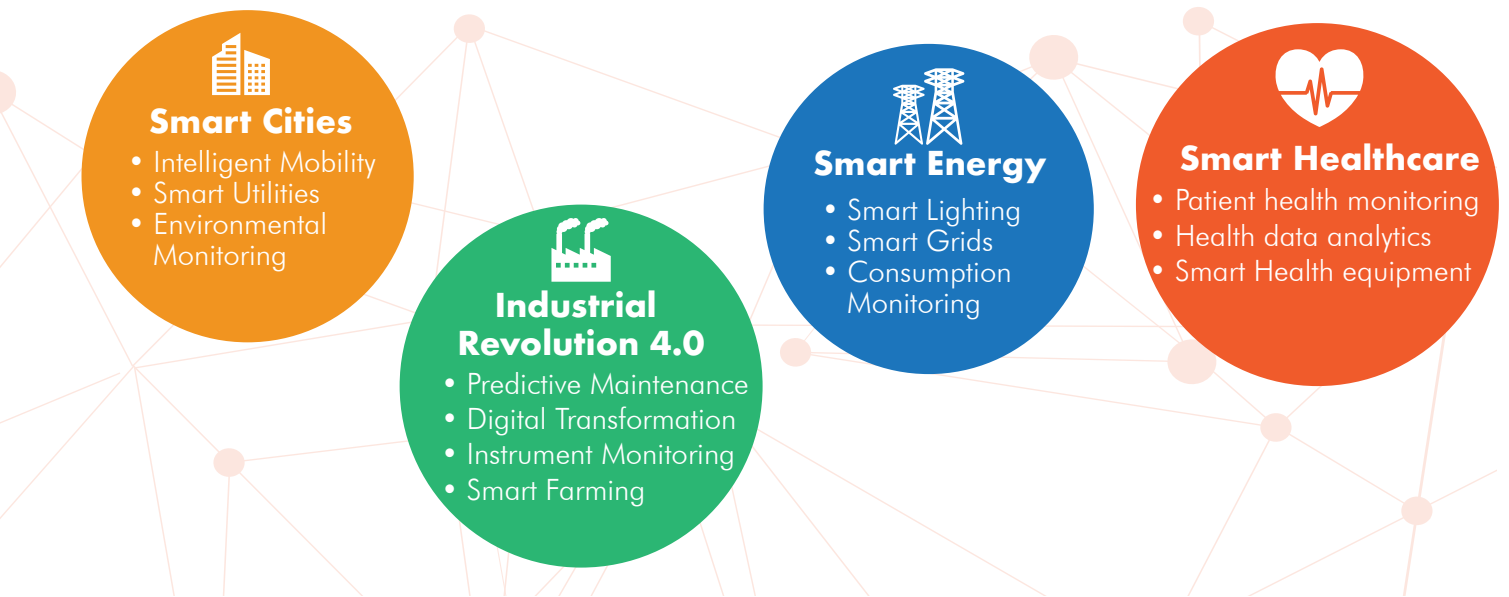 Smart Cities
• Intelligent Mobility
• Smart Utilities
• Environmental
Monitoring
Industrial
Revolution 4.0
• Predictive Maintenance
• Digital Transformation
• Instrument Monitoring
• Smart Farming
Smart Energy
• Smart Lighting
• Smart Grids
• Consumption
Monitoring
Smart Healthcare
• Patient health monitoring
• Health data analytics
• Smart Health equipment